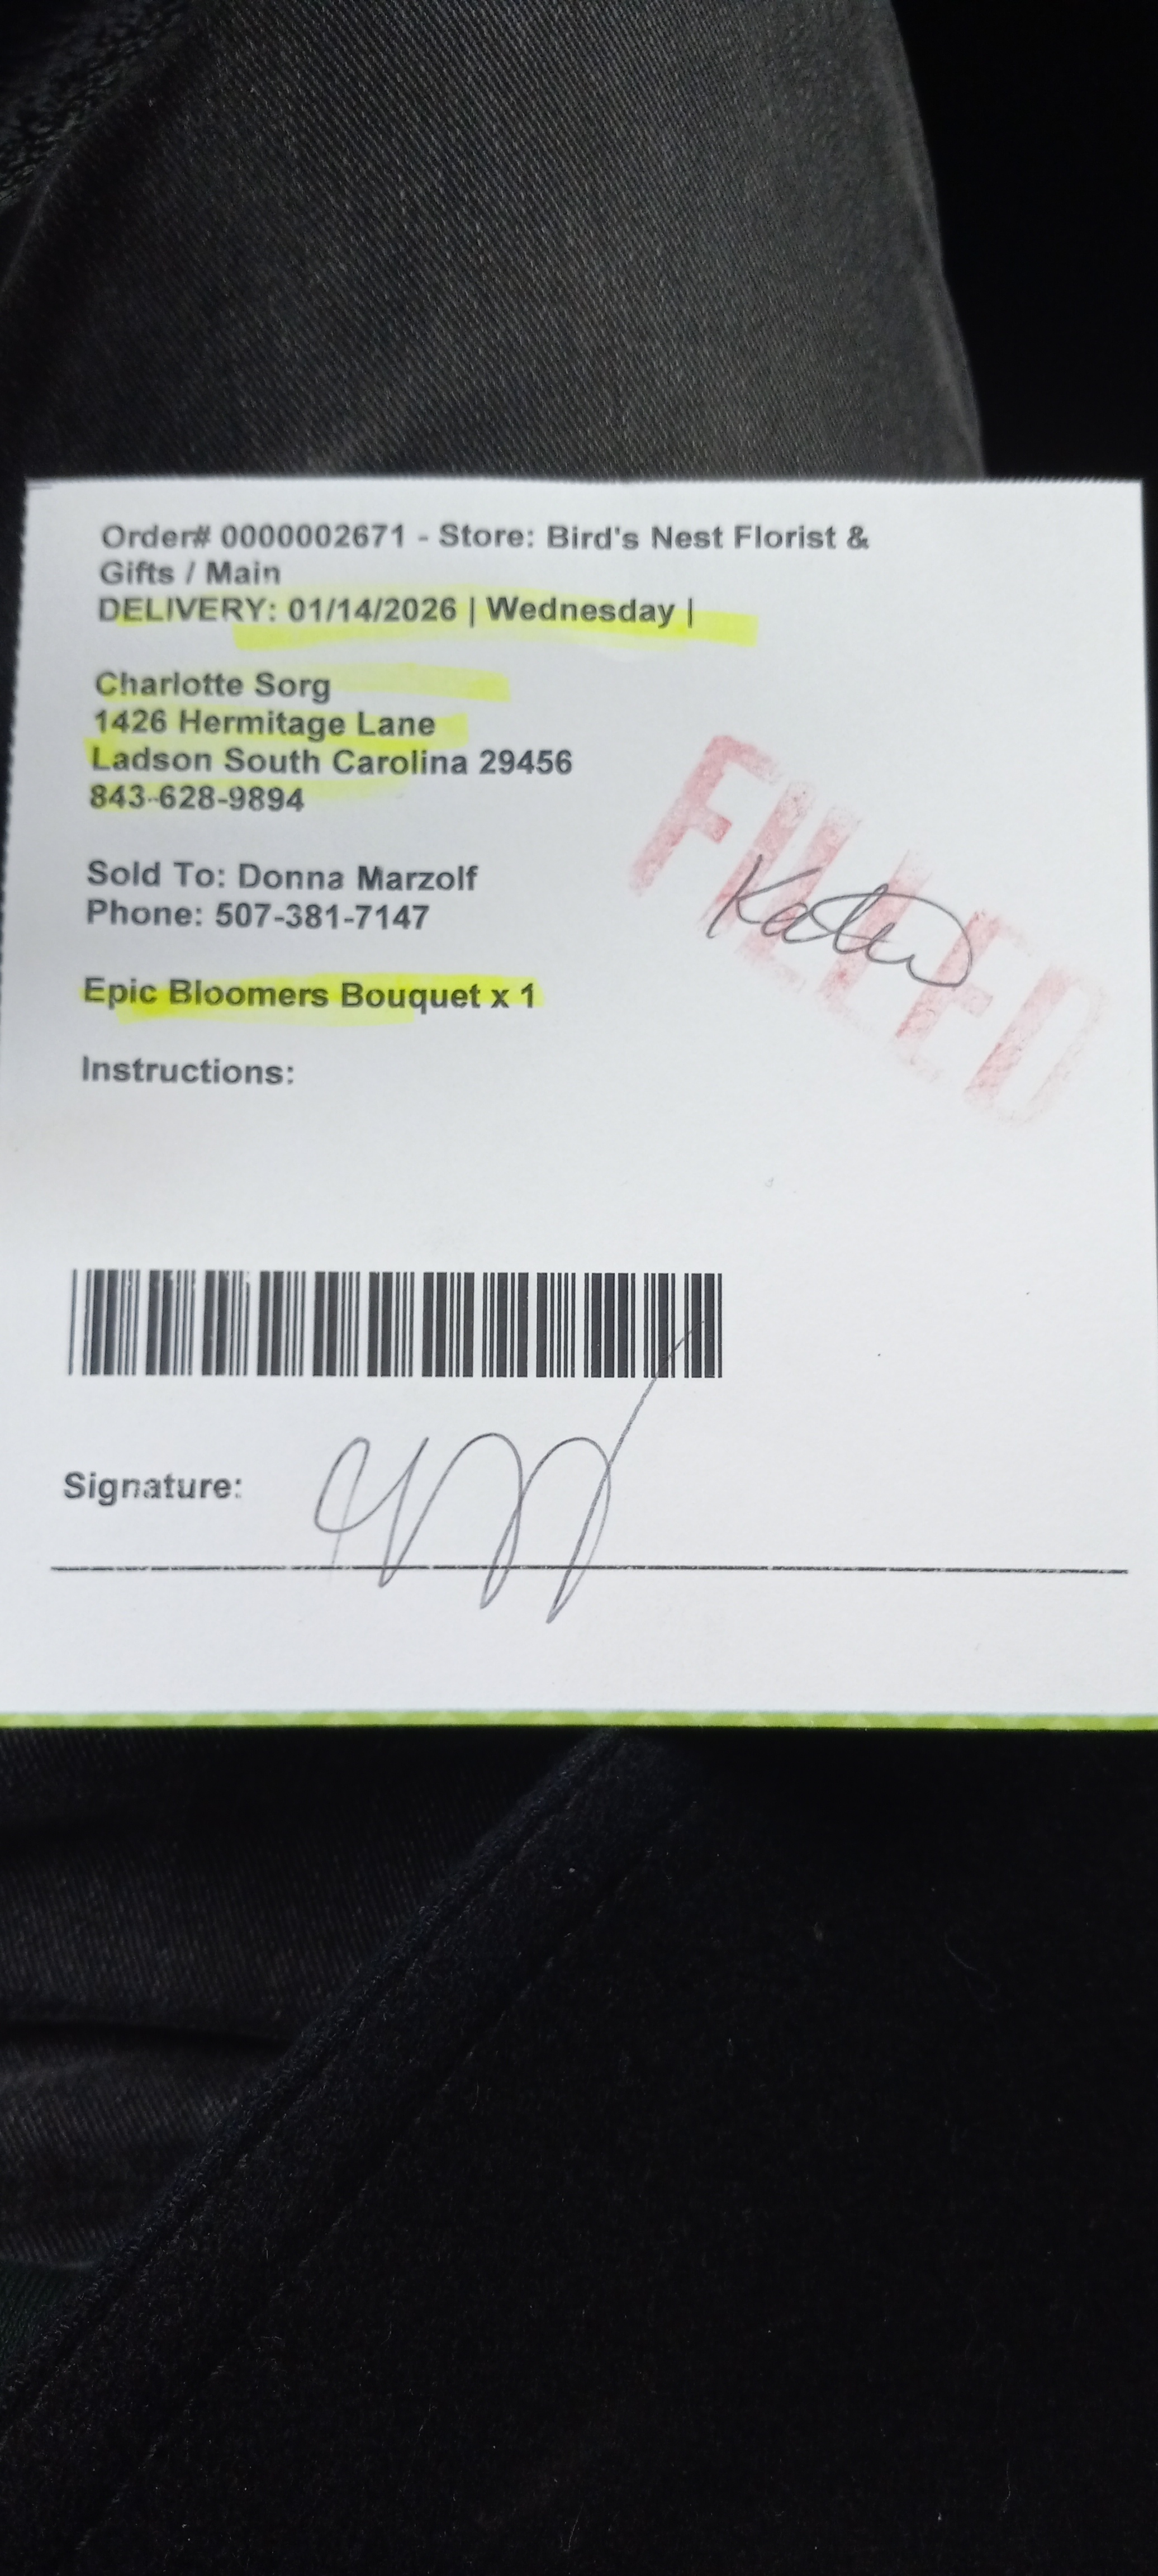 Order# 0000002671 - Store: Bird's Nest Florist &
Gifts / Main
DELIVERY: 01/14/2026 | Wednesday |
Charlotte Sorg
1426 Hermitage Lane
Ladson South Carolina 29456
843-628-9894
Sold To: Donna Marzolf
Phone: 507-381-7147
FILLED
Epic Bloomers Bouquet x 1
Instructions:
Signature: